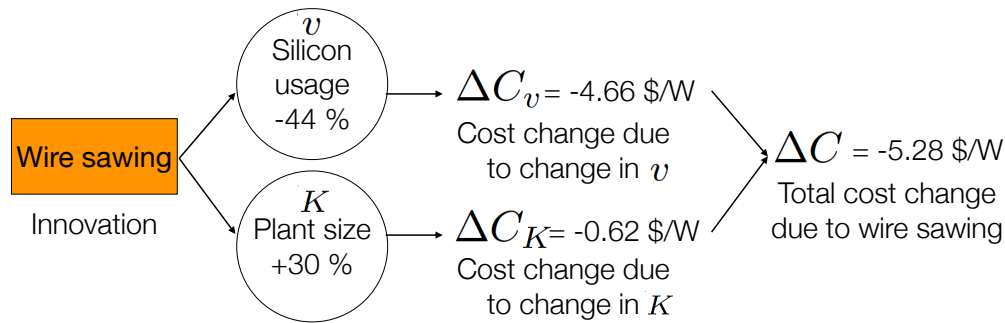 Wire sawing
Innovation
v
Silicon
usage
-44 %
K
Plant size
+30 %
ΔCᵥ = -4.66 $/W
Cost change due
to change in v
ΔC_K= -0.62 $/W
Cost change due
to change in K
ΔC = -5.28 $/W
Total cost change
due to wire sawing